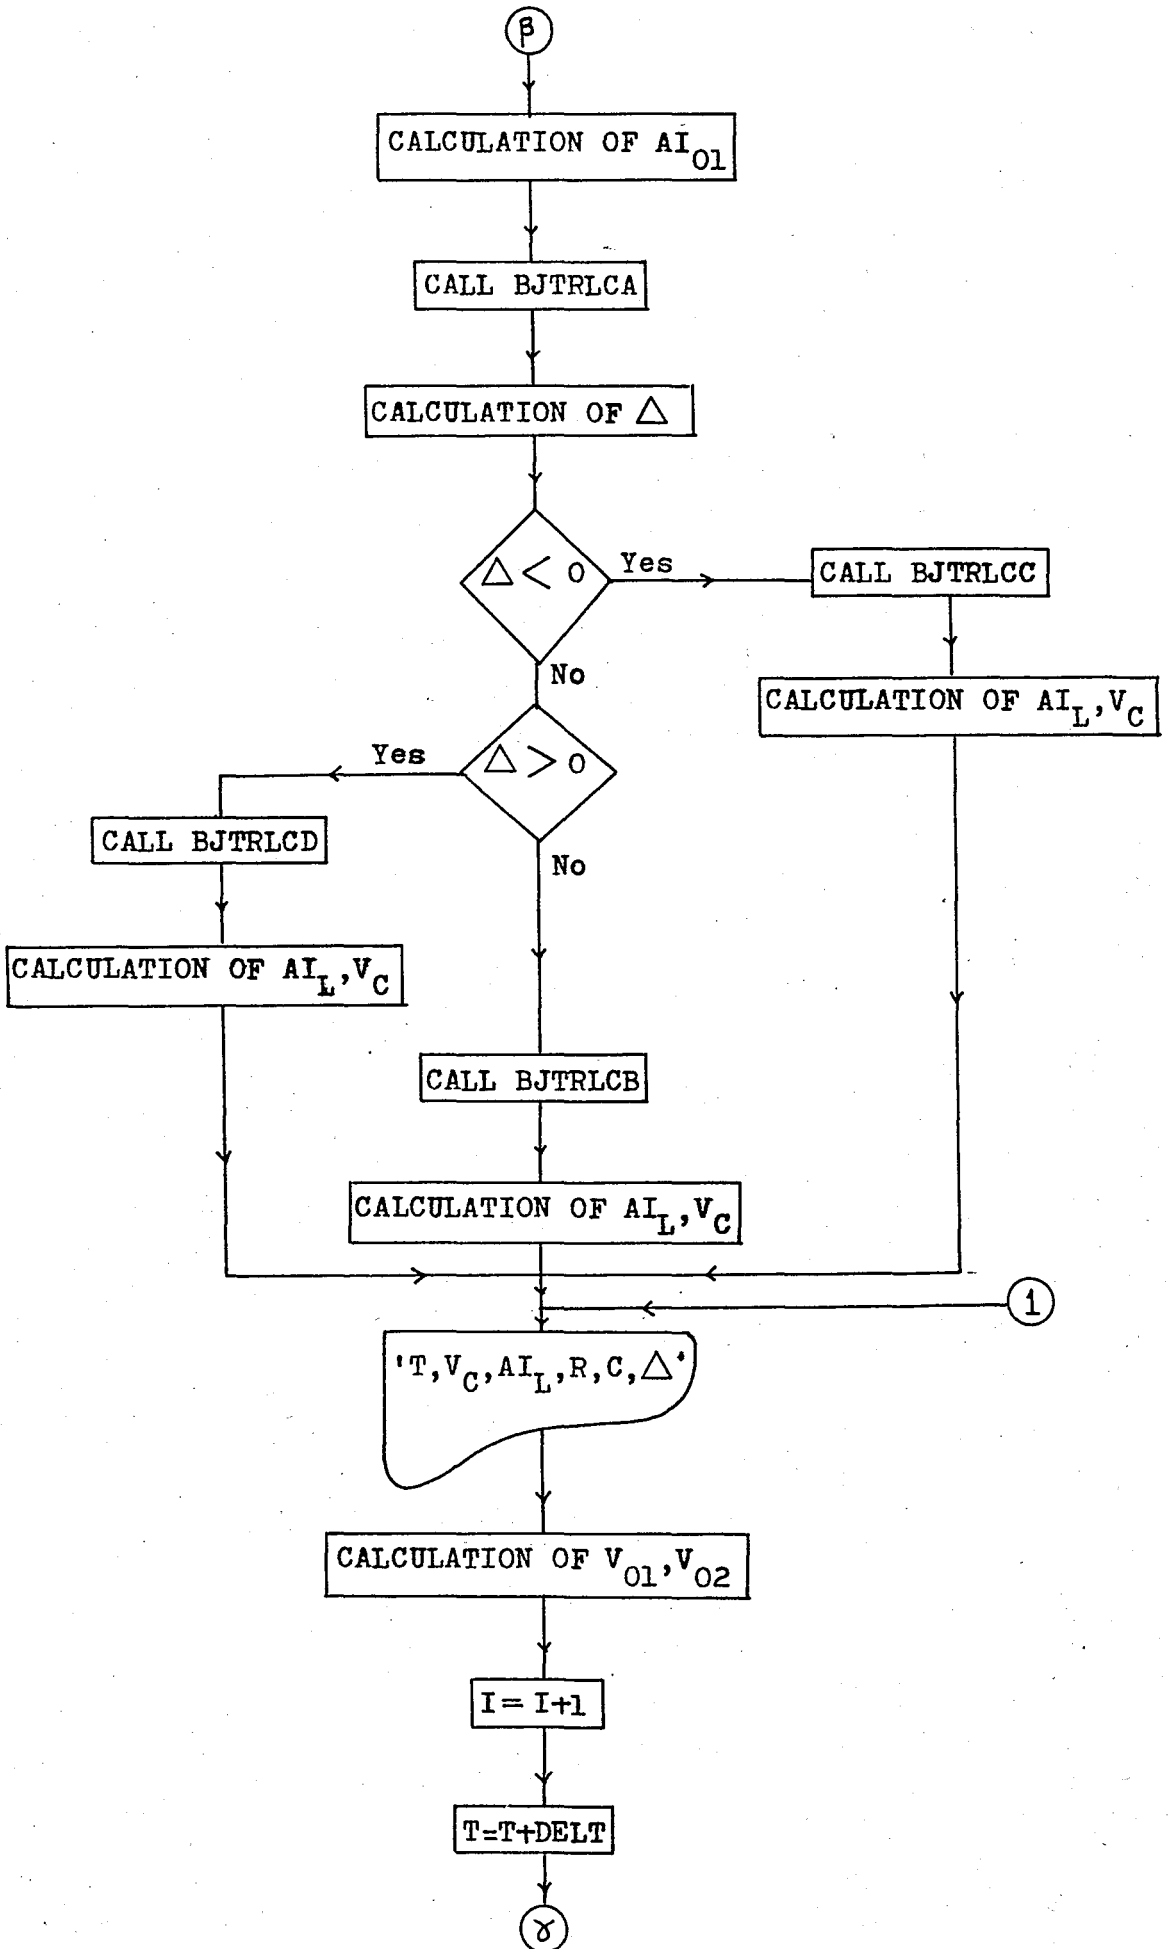 β
CALCULATION OF AI01
CALL BJTRLCA
CALCULATION OF △
△ < 0
Yes
CALL BJTRLCC
No
CALCULATION OF AIL,VC
△ > 0
Yes
CALL BJTRLCD
No
CALCULATION OF AIL,VC
CALL BJTRLCB
CALCULATION OF AIL,VC
1
'T,VC,AIL,R,C,△'
CALCULATION OF V01,V02
I= I+1
T=T+DELT
γ